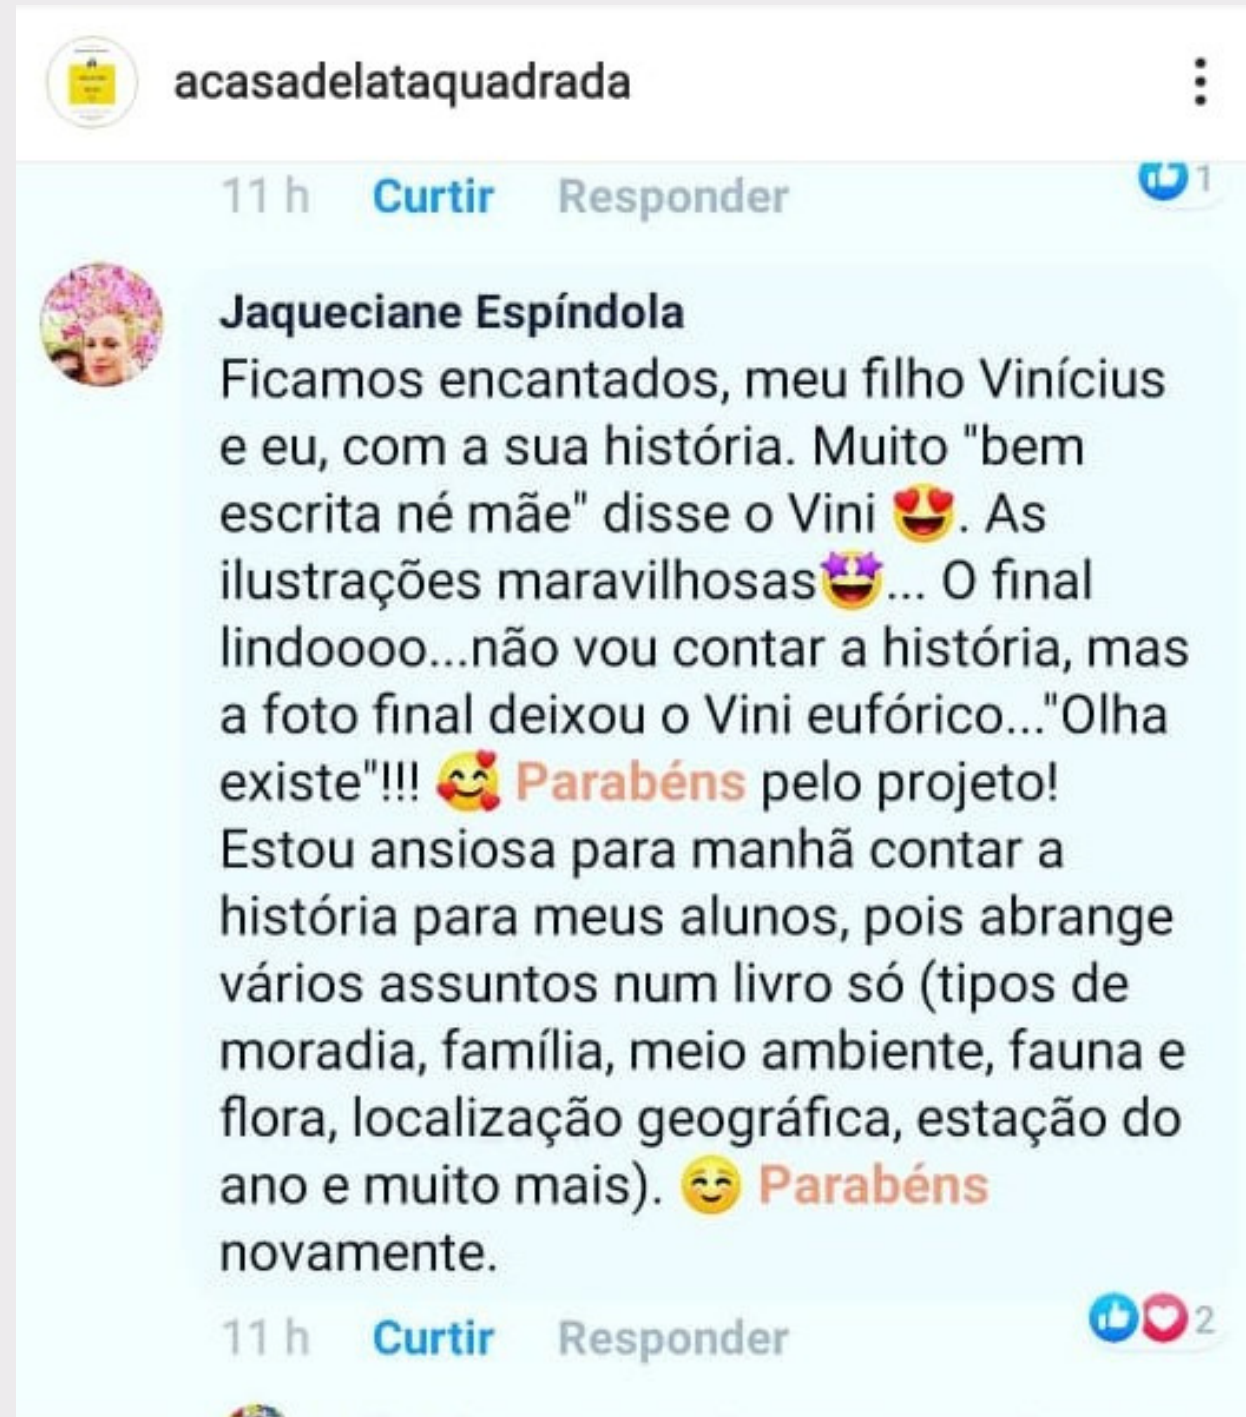 acasadelataquadrada
11 h Curtir Responder 1
Jaqueciane Espíndola
Ficamos encantados, meu filho Vinícius
e eu, com a sua história. Muito "bem
escrita né mãe" disse o Vini 😍. As
ilustrações maravilhosas🤩... O final
lindoooo...não vou contar a história, mas
a foto final deixou o Vini eufórico..."Olha
existe"!!! 🥰 Parabéns pelo projeto!
Estou ansiosa para manhã contar a
história para meus alunos, pois abrange
vários assuntos num livro só (tipos de
moradia, família, meio ambiente, fauna e
flora, localização geográfica, estação do
ano e muito mais). ☺️ Parabéns
novamente.
11 h Curtir Responder 2